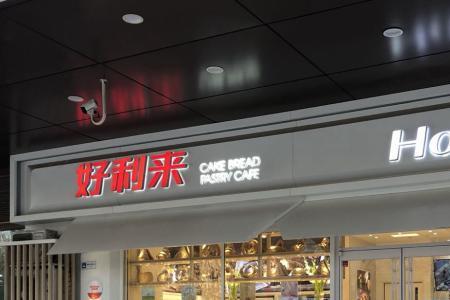 好利来
CAKE BREAD
PASTRY CAFE
Ho